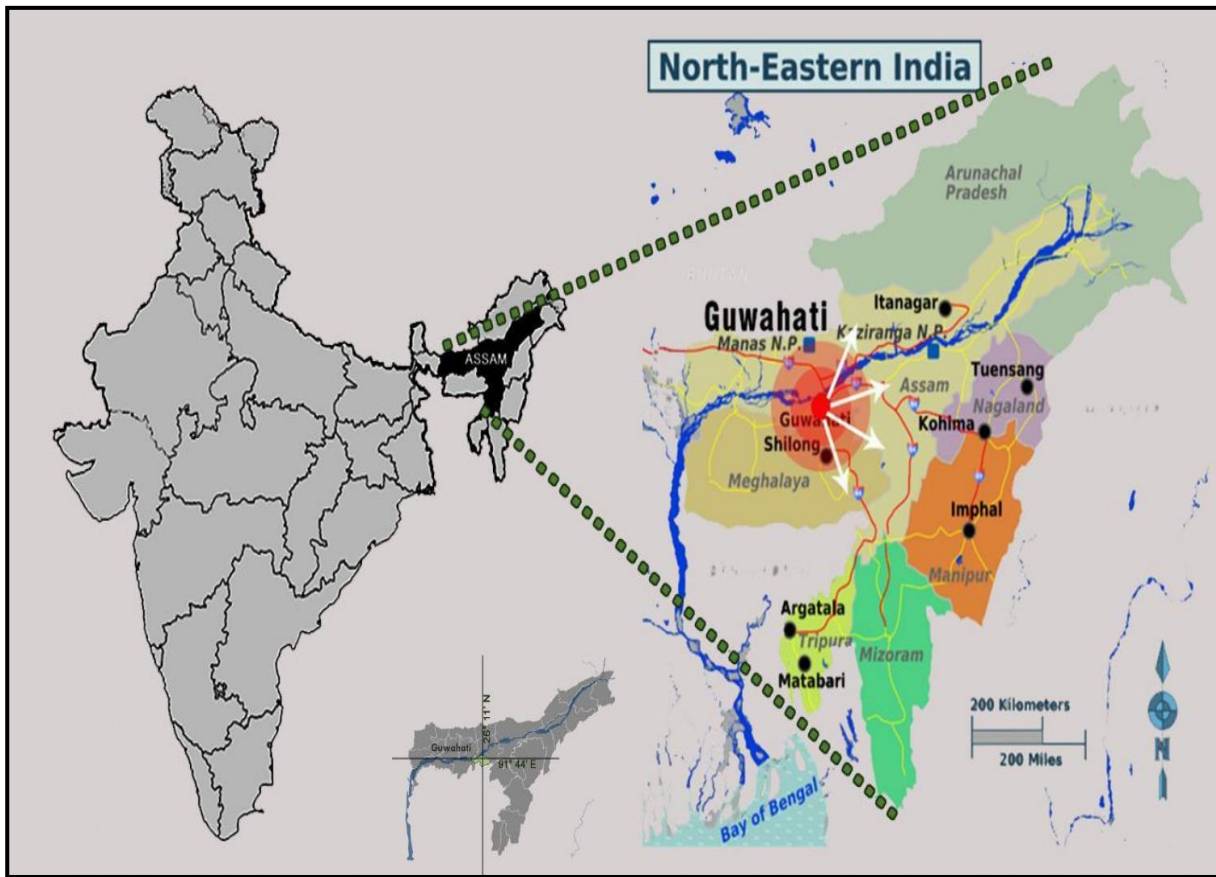 North-Eastern India
Arunachal
Pradesh
BHUTAN
Itanagar
Guwahati
Manas N.P.
Kaziranga N.P.
ASSAM
Tuensang
Assam
Nagaland
Guwahati
Kohima
Shilong
Meghalaya
Imphal
Manipur
Argatala
Tripura
Mizoram
Matabari
200 Kilometers
200 Miles
N
Bay of Bengal
Guwahati
26° 11' N
91° 44' E